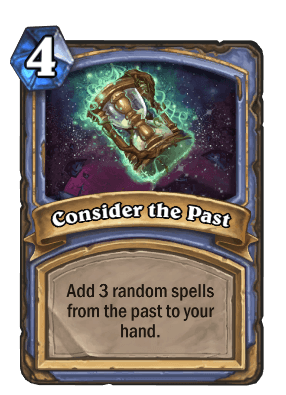 4
Consider the Past
Add 3 random spells
from the past to your
hand.